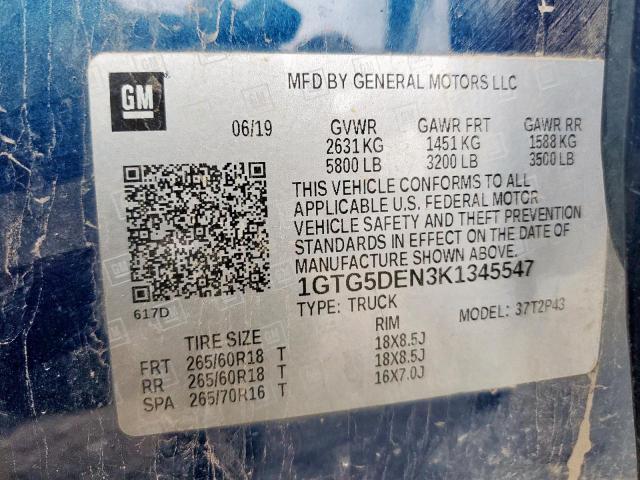 GM
MFD BY GENERAL MOTORS LLC
06/19 GVWR GAWR FRT GAWR RR
2631 KG 1451 KG 1588 KG
5800 LB 3200 LB 3500 LB
THIS VEHICLE CONFORMS TO ALL
APPLICABLE U.S. FEDERAL MOTOR
VEHICLE SAFETY AND THEFT PREVENTION
STANDARDS IN EFFECT ON THE DATE OF
MANUFACTURE SHOWN ABOVE.
1GTG5DEN3K1345547
617D
TYPE: TRUCK MODEL: 37T2P43
TIRE SIZE RIM
FRT 265/60R18 T 18X8.5J
RR 265/60R18 T 18X8.5J
SPA 265/70R16 T 16X7.0J